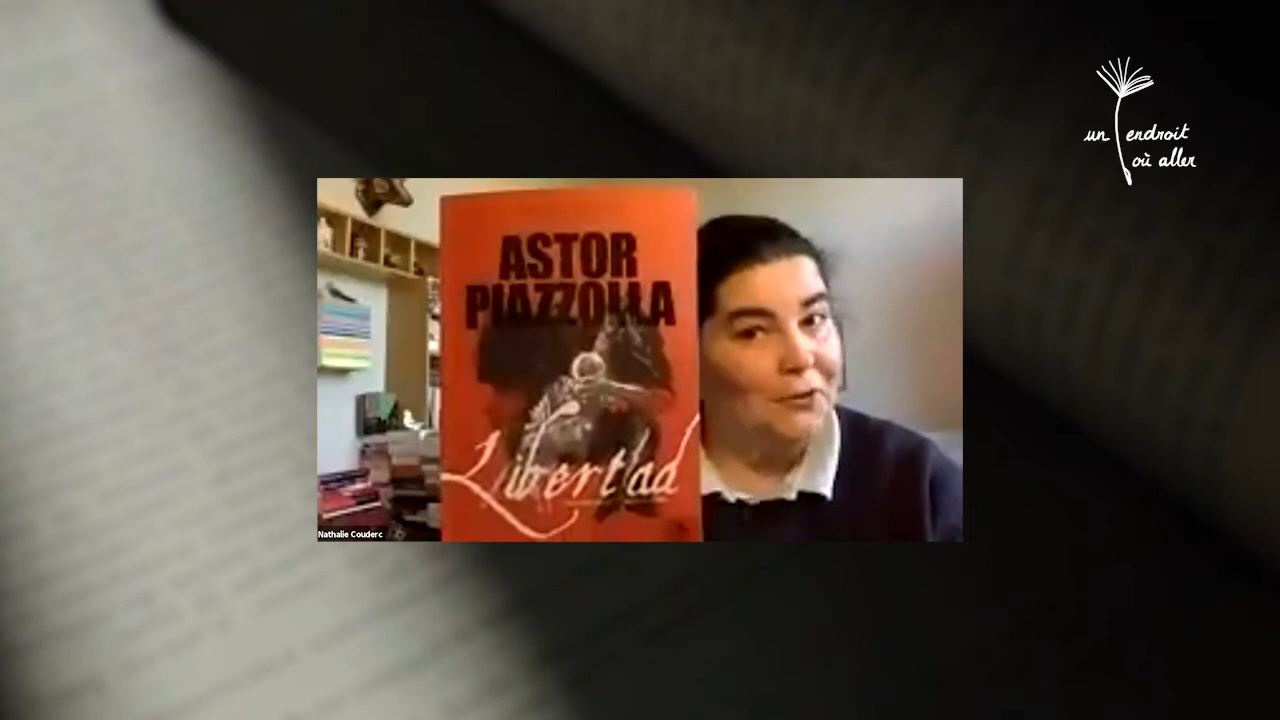 un endroit
où aller
ASTOR
PIAZZOLLA
Libertad
Nathalie Couderc